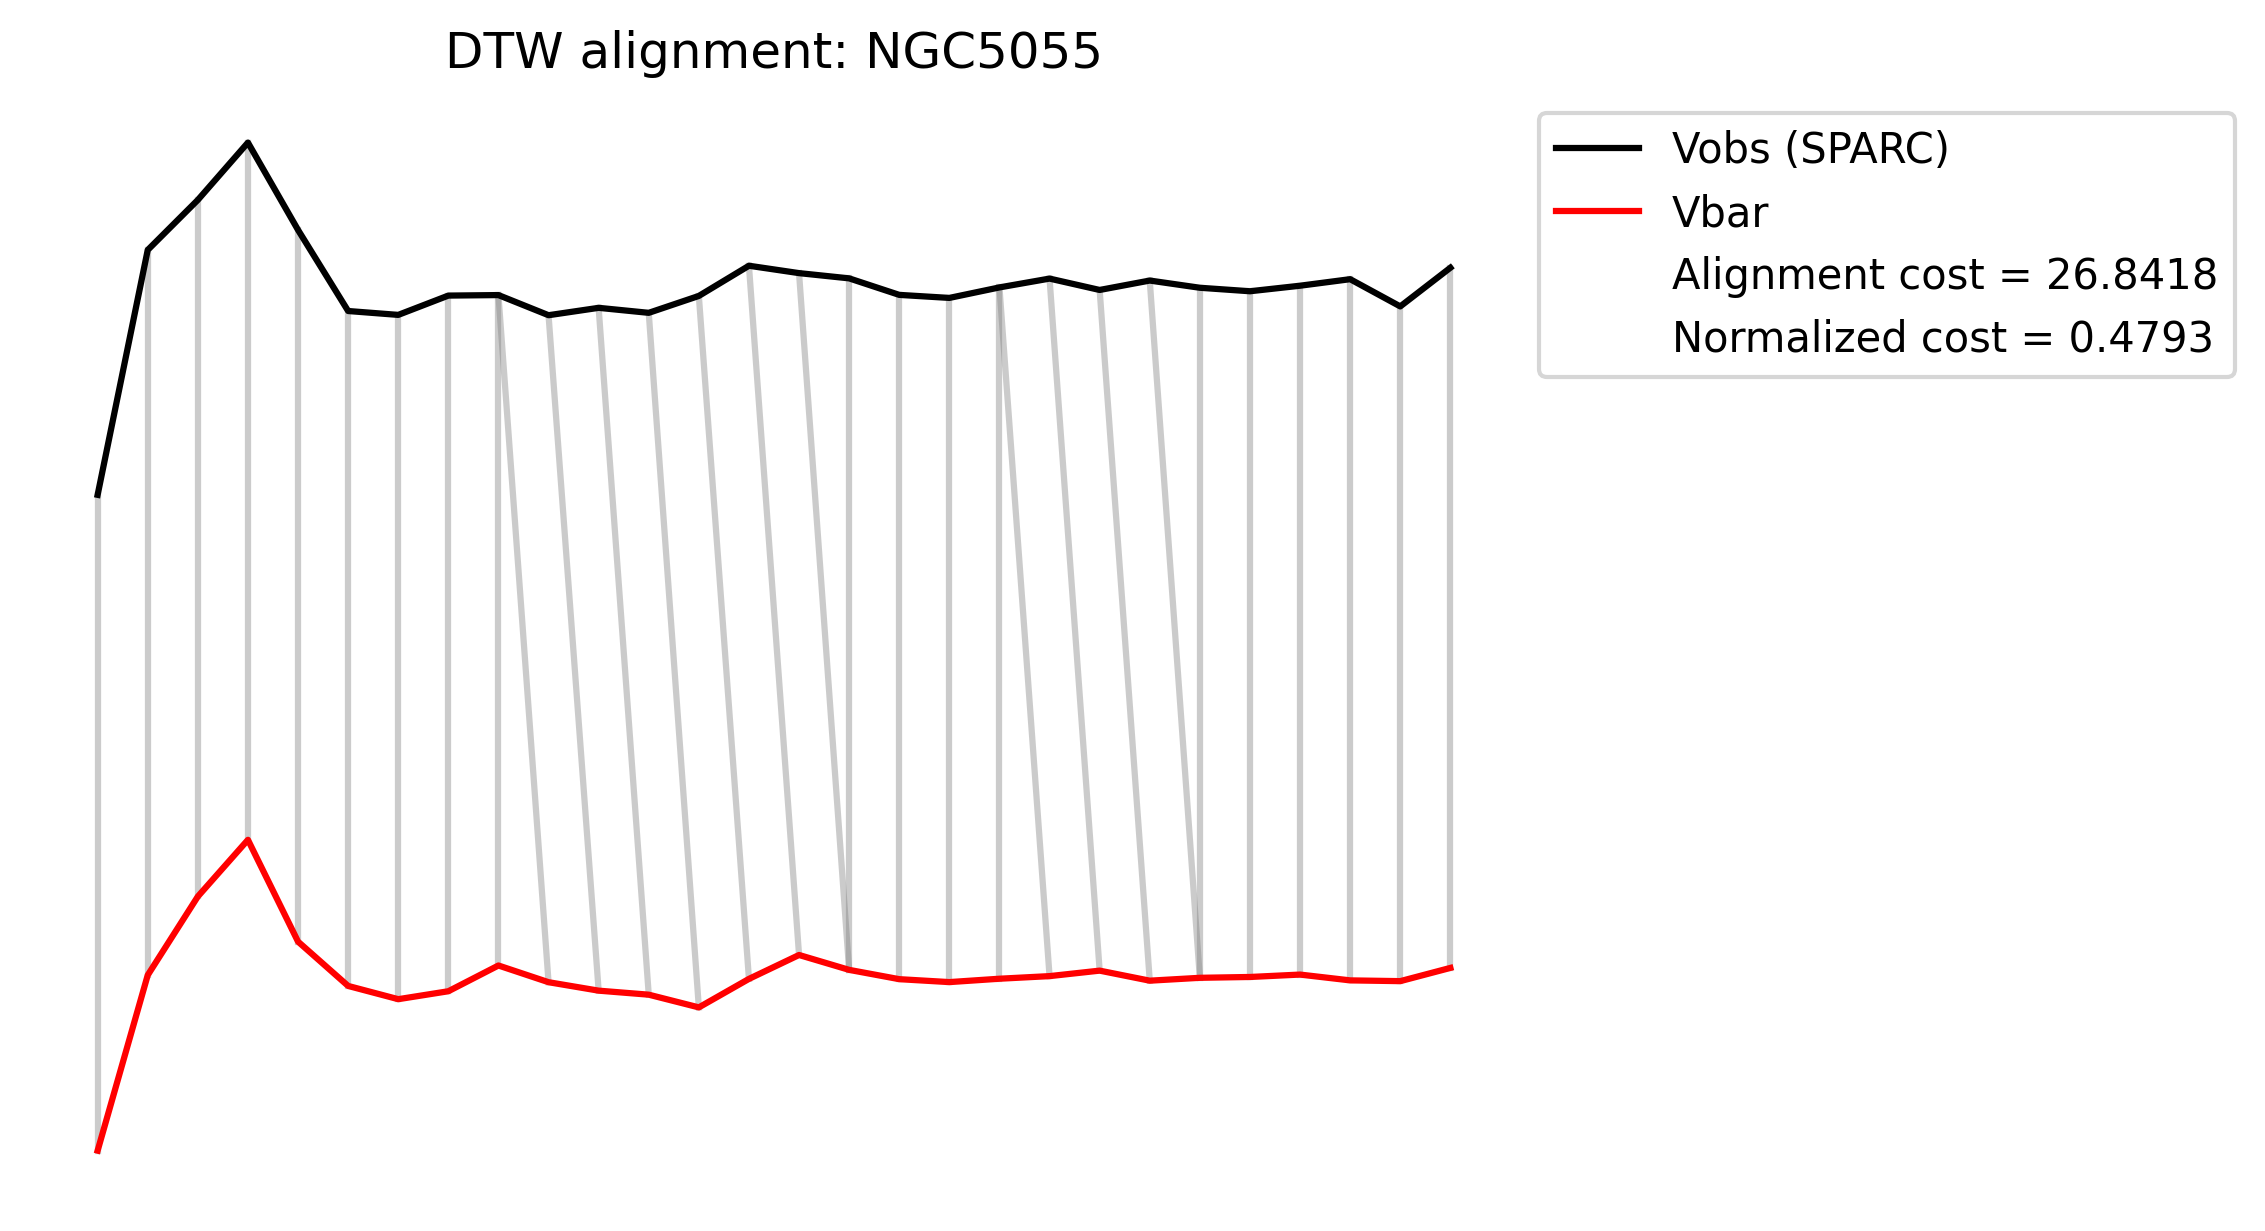 DTW alignment: NGC5055
Vobs (SPARC)
Vbar
Alignment cost = 26.8418
Normalized cost = 0.4793